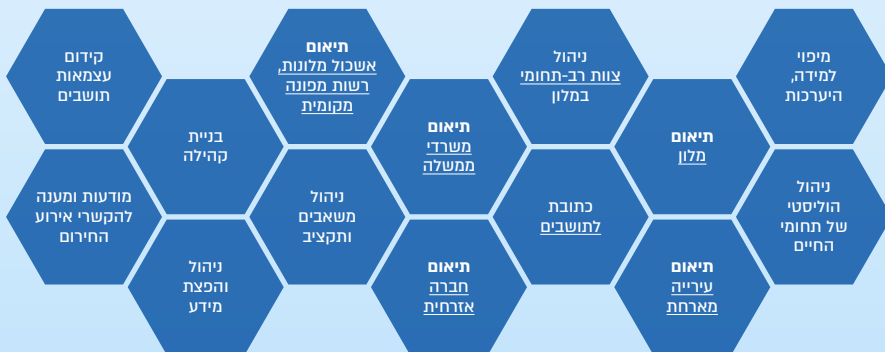 מיפוי
למידה,
היערכות
ניהול
צוות רב-תחומי
במלון
תיאום
אשכול מלונות,
רשות מפונה
מקומית
קידום
עצמאות
תושבים
תיאום
מלון
תיאום
משרדי
ממשלה
בניית
קהילה
ניהול
הוליסטי
של תחומי
החיים
כתובת
לתושבים
ניהול
משאבים
ותקציב
מודעות ומענה
להקשרי אירוע
החירום
תיאום
עירייה
מארחת
תיאום
חברה
אזרחית
ניהול
והפצת
מידע